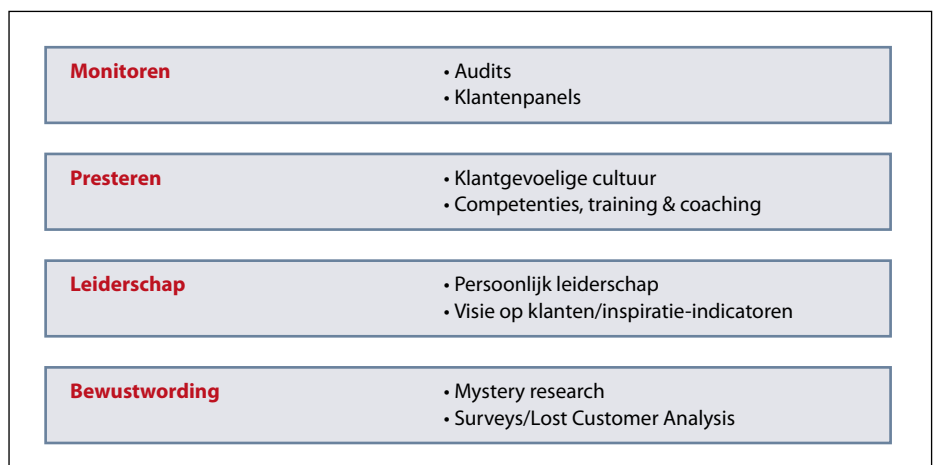 Monitoren
• Audits
• Klantenpanels
Presteren
• Klantgevoelige cultuur
• Competenties, training & coaching
Leiderschap
• Persoonlijk leiderschap
• Visie op klanten/inspiratie-indicatoren
Bewustwording
• Mystery research
• Surveys/Lost Customer Analysis